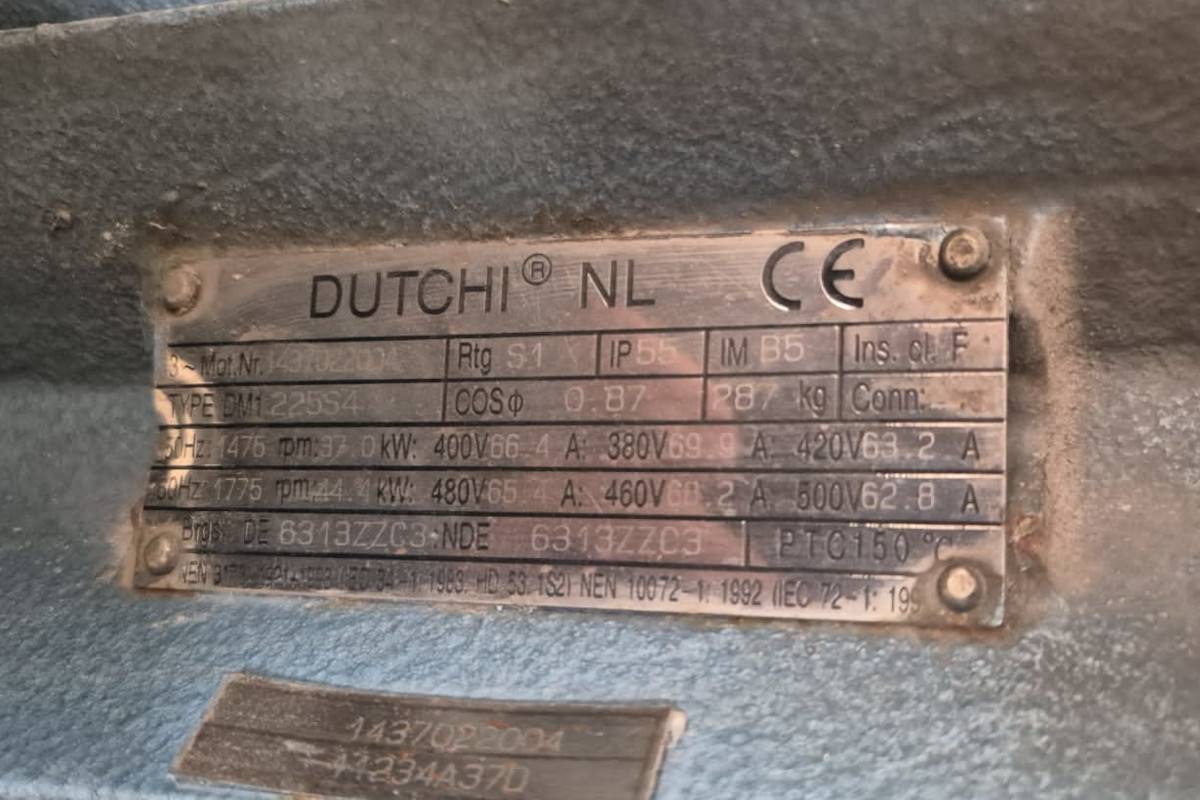 DUTCHI® NL CE
3~ Mot.Nr. 1437022004 Rtg S1 IP55 IM B5 Ins. cl. F
TYPE DM1 225S4 COSφ 0.87 287 kg Conn:
50Hz: 1475 rpm: 37.0 kW: 400V 66.4 A: 380V 69.9 A: 420V 63.2 A
60Hz: 1775 rpm: 44.4 kW: 480V 65.4 A: 460V 68.2 A: 500V 62.8 A
Brgs: DE 6313ZZC3 :NDE 6313ZZC3 PTC150 °C
NEN (IEC 34-1: 1983, HD 53 1S2) NEN 10072-1: 1992 (IEC 72-1:
1437022004
41234A37D